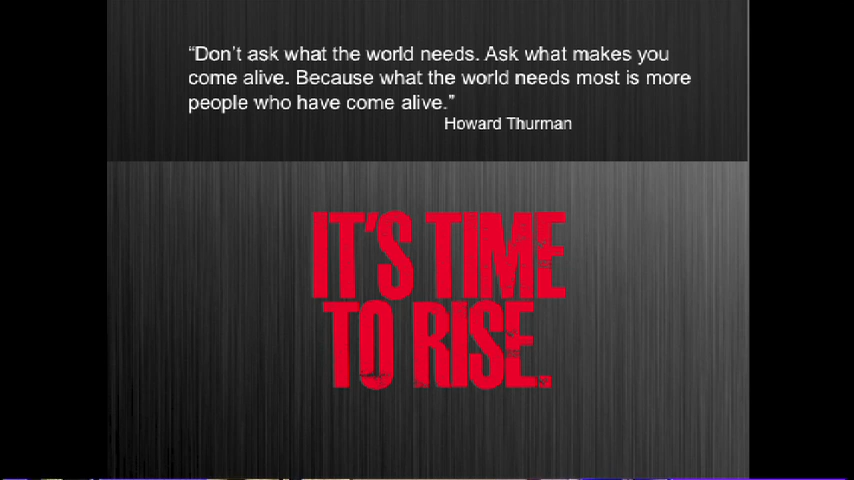 “Don’t ask what the world needs. Ask what makes you
come alive. Because what the world needs most is more
people who have come alive.”
Howard Thurman
IT'S TIME
TO RISE.